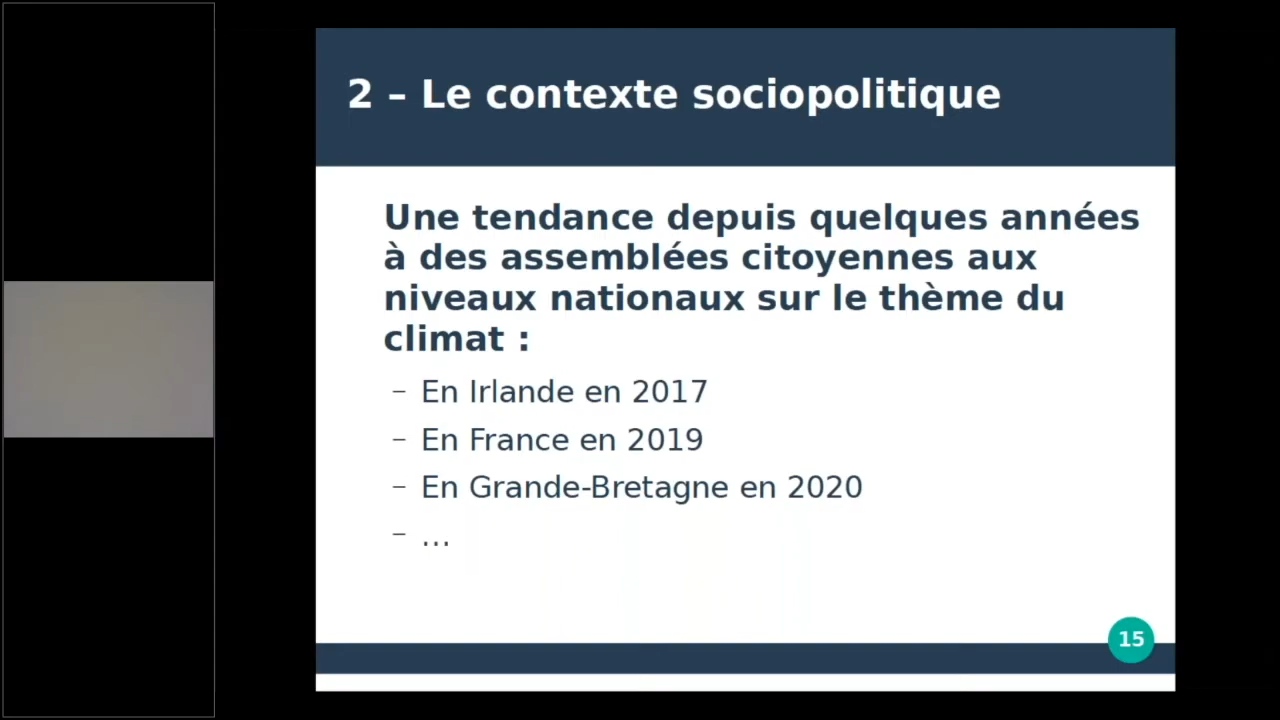 2 – Le contexte sociopolitique
Une tendance depuis quelques années
à des assemblées citoyennes aux
niveaux nationaux sur le thème du
climat :
– En Irlande en 2017
– En France en 2019
– En Grande-Bretagne en 2020
– ...
15